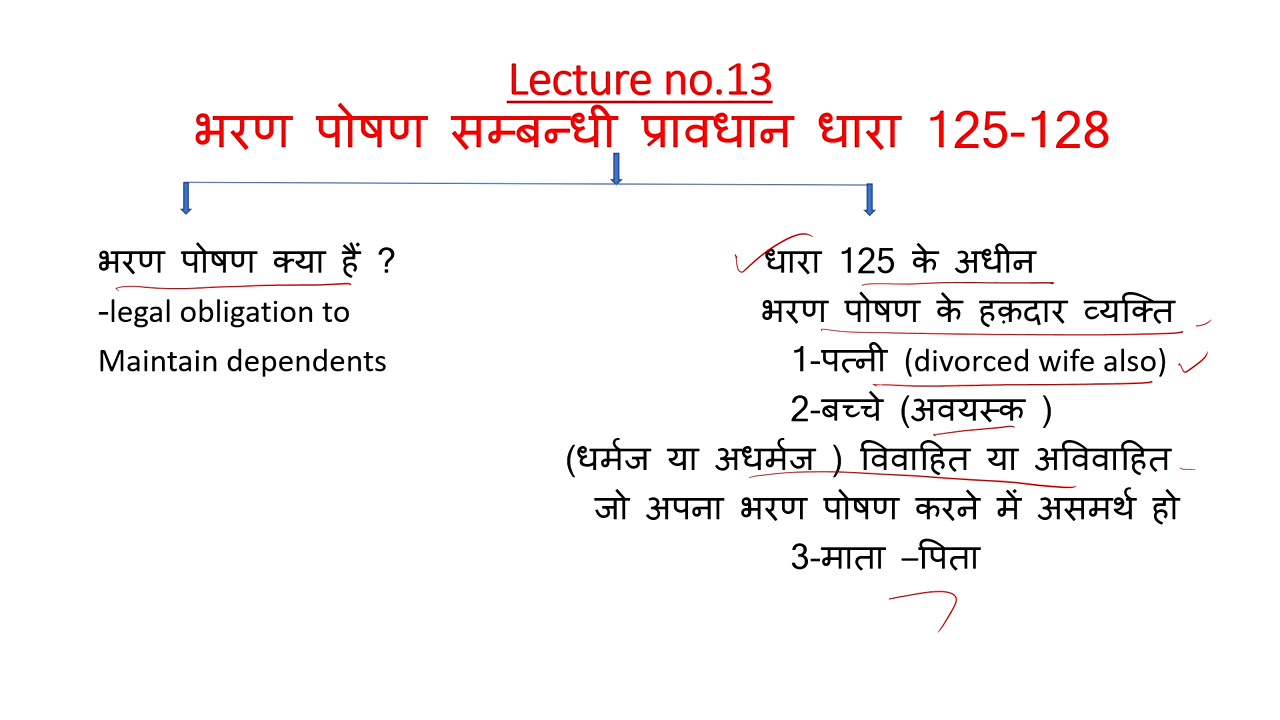 Lecture no.13
भरण पोषण सम्बन्धी प्रावधान धारा 125-128
भरण पोषण क्या हैं ?
-legal obligation to
Maintain dependents
धारा 125 के अधीन
भरण पोषण के हक़दार व्यक्ति
1-पत्नी (divorced wife also)
2-बच्चे (अवयस्क )
(धर्मज या अधर्मज ) विवाहित या अविवाहित
जो अपना भरण पोषण करने में असमर्थ हो
3-माता –पिता